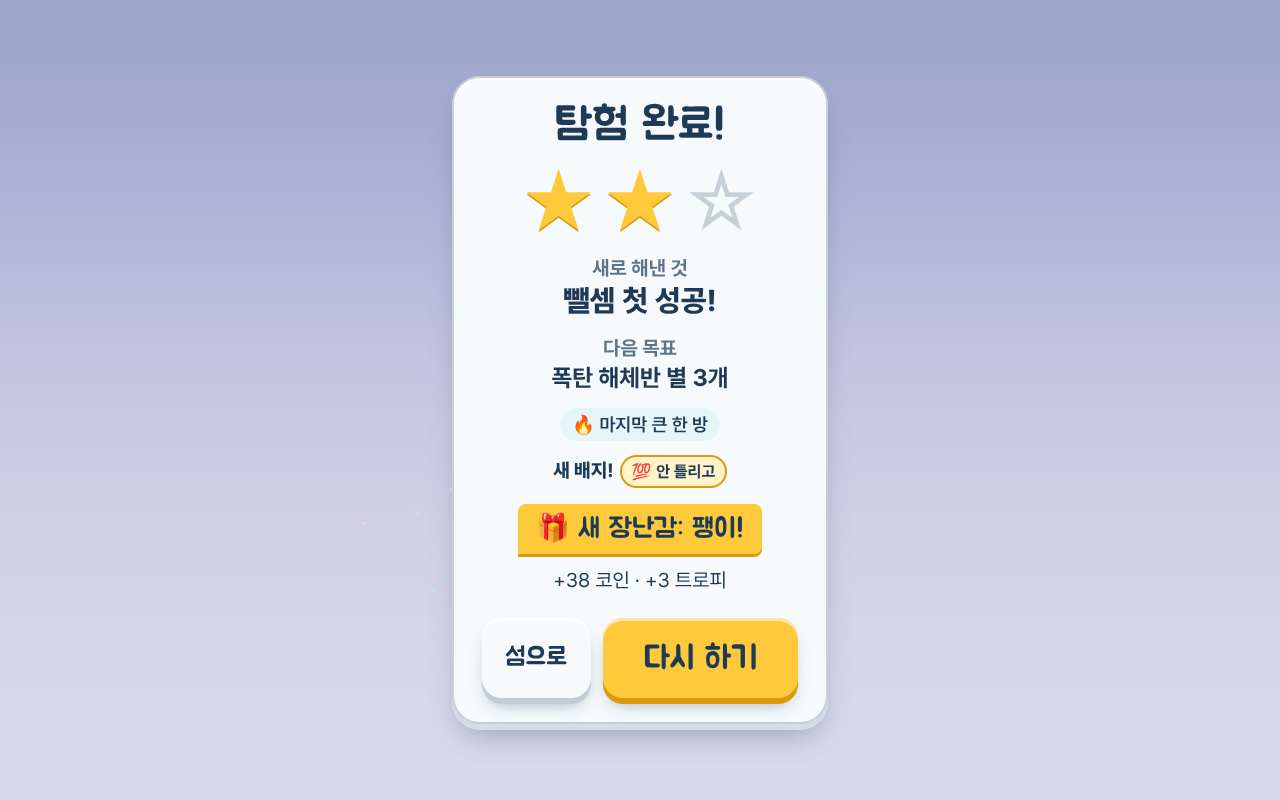 탐험 완료!
새로 해낸 것
뺄셈 첫 성공!
다음 목표
폭탄 해체반 별 3개
🔥 마지막 큰 한 방
새 배지! 💯 안 틀리고
🎁 새 장난감: 팽이!
+38 코인 · +3 트로피
섬으로
다시 하기